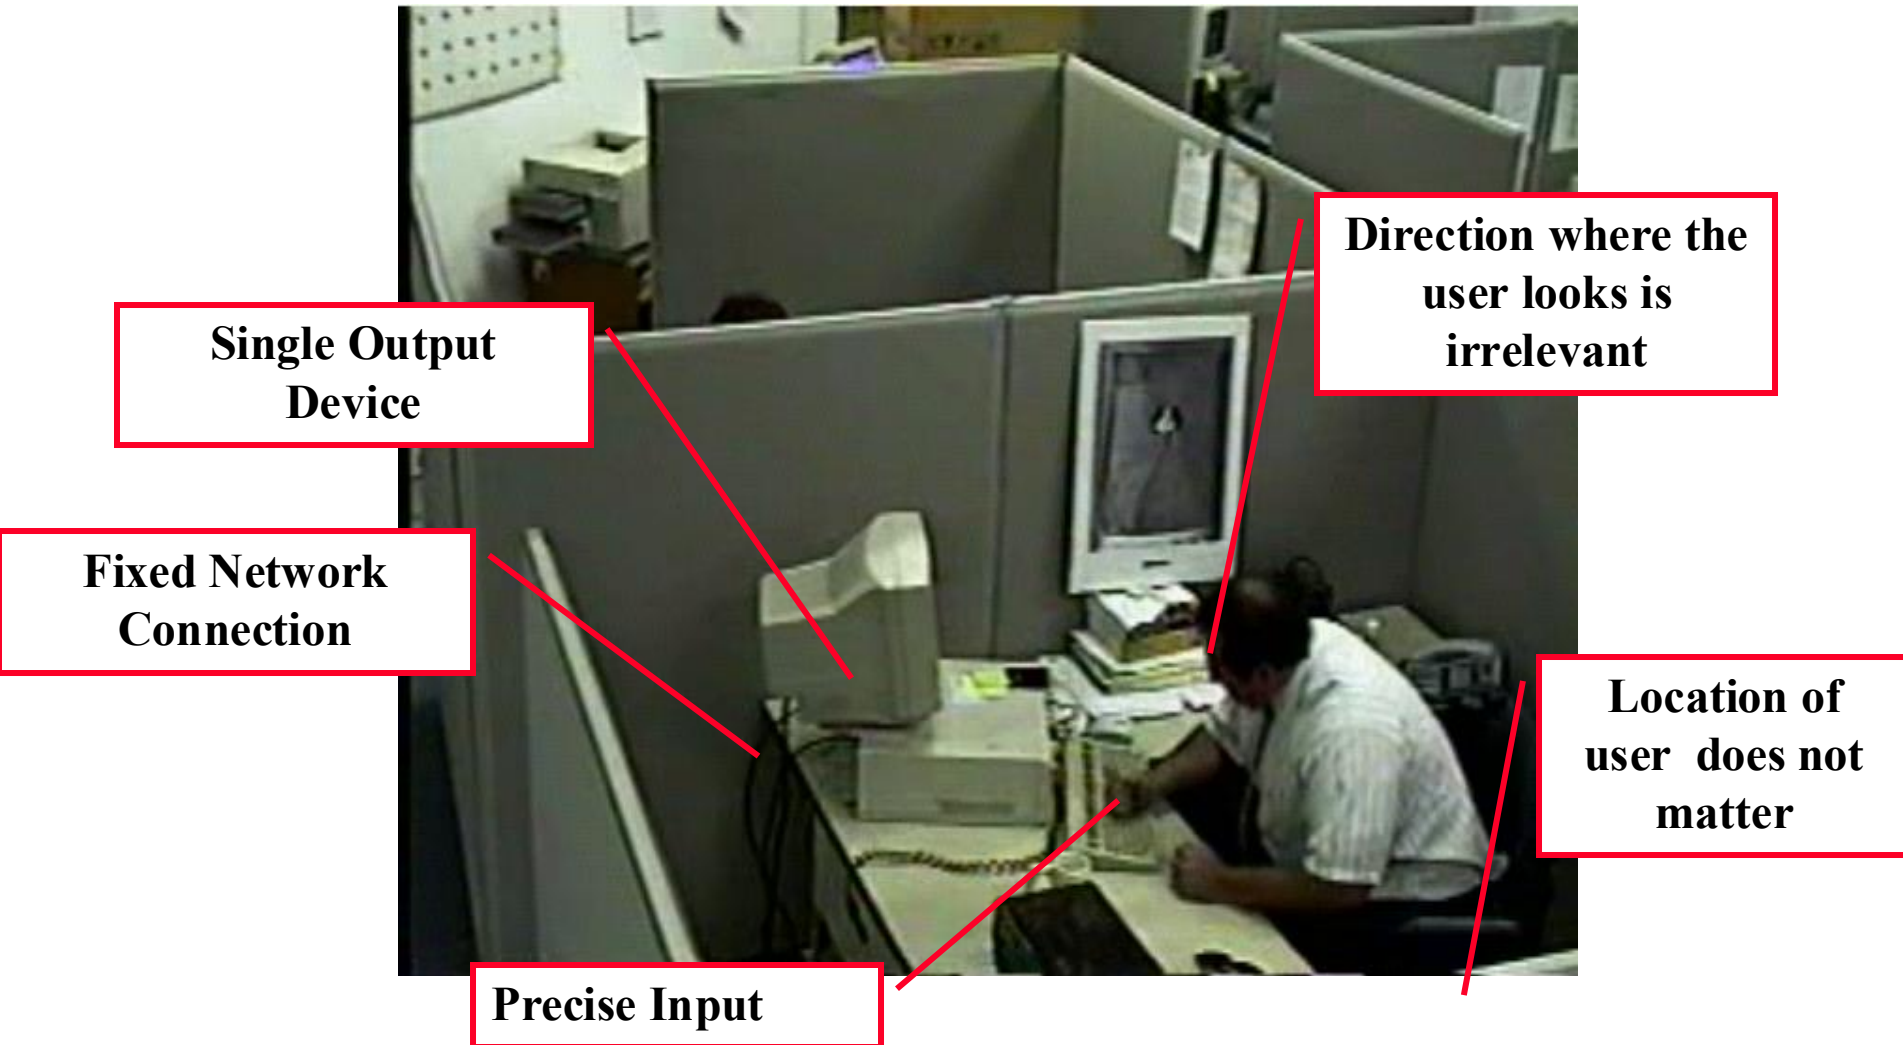 Direction where the
user looks is
irrelevant
Single Output
Device
Fixed Network
Connection
Location of
user does not
matter
Precise Input